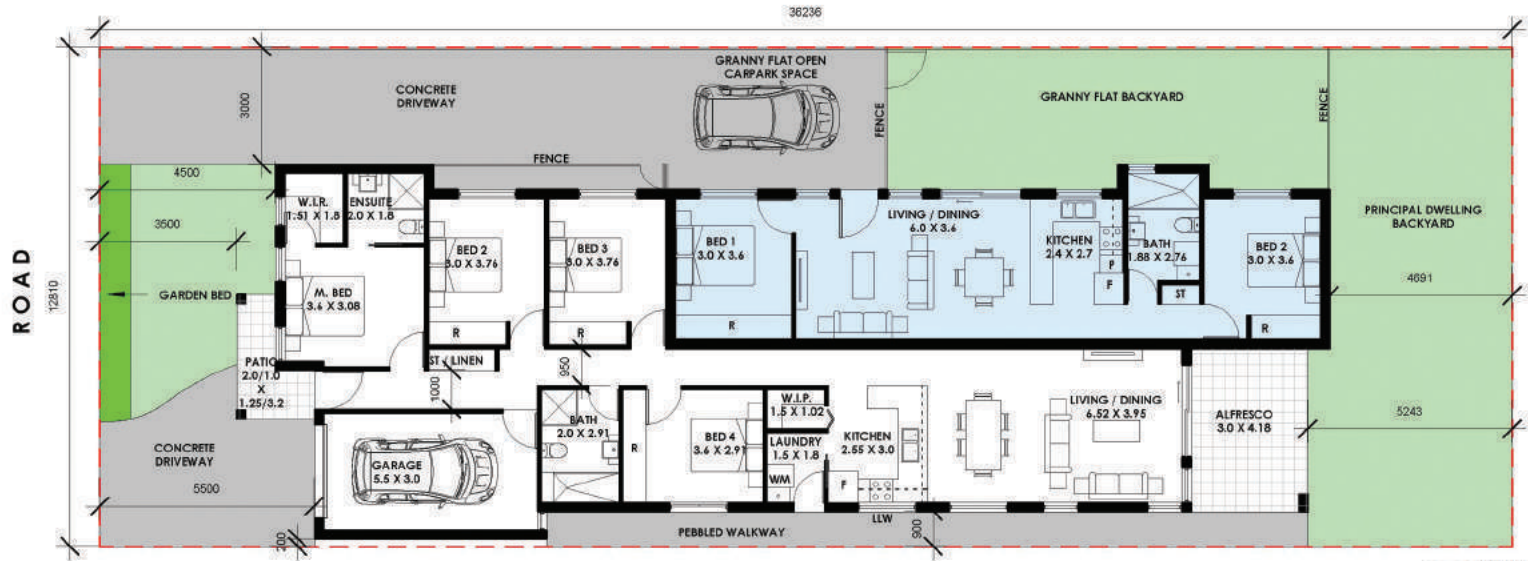 36236
GRANNY FLAT OPEN
CARPARK SPACE
CONCRETE
DRIVEWAY
3000
FENCE
GRANNY FLAT BACKYARD
FENCE
FENCE
4500
3500
ROAD
12810
GARDEN BED
W.I.R.
1.51 X 1.8
ENSUITE
2.0 X 1.8
M. BED
3.6 X 3.08
BED 2
3.0 X 3.76
R
BED 3
3.0 X 3.76
R
BED 1
3.0 X 3.6
R
LIVING / DINING
6.0 X 3.6
KITCHEN
2.4 X 2.7
P
F
BATH
1.88 X 2.76
ST
BED 2
3.0 X 3.6
R
PRINCIPAL DWELLING
BACKYARD
4691
PATIO
2.0/1.0
X
1.25/3.2
ST / LINEN
1000
950
BATH
2.0 X 2.91
R
BED 4
3.6 X 2.91
W.I.P.
1.5 X 1.02
LAUNDRY
1.5 X 1.8
WM
KITCHEN
2.55 X 3.0
F
LIVING / DINING
6.52 X 3.95
ALFRESCO
3.0 X 4.18
5243
CONCRETE
DRIVEWAY
5500
GARAGE
5.5 X 3.0
200
PEBBLED WALKWAY
LLW
900